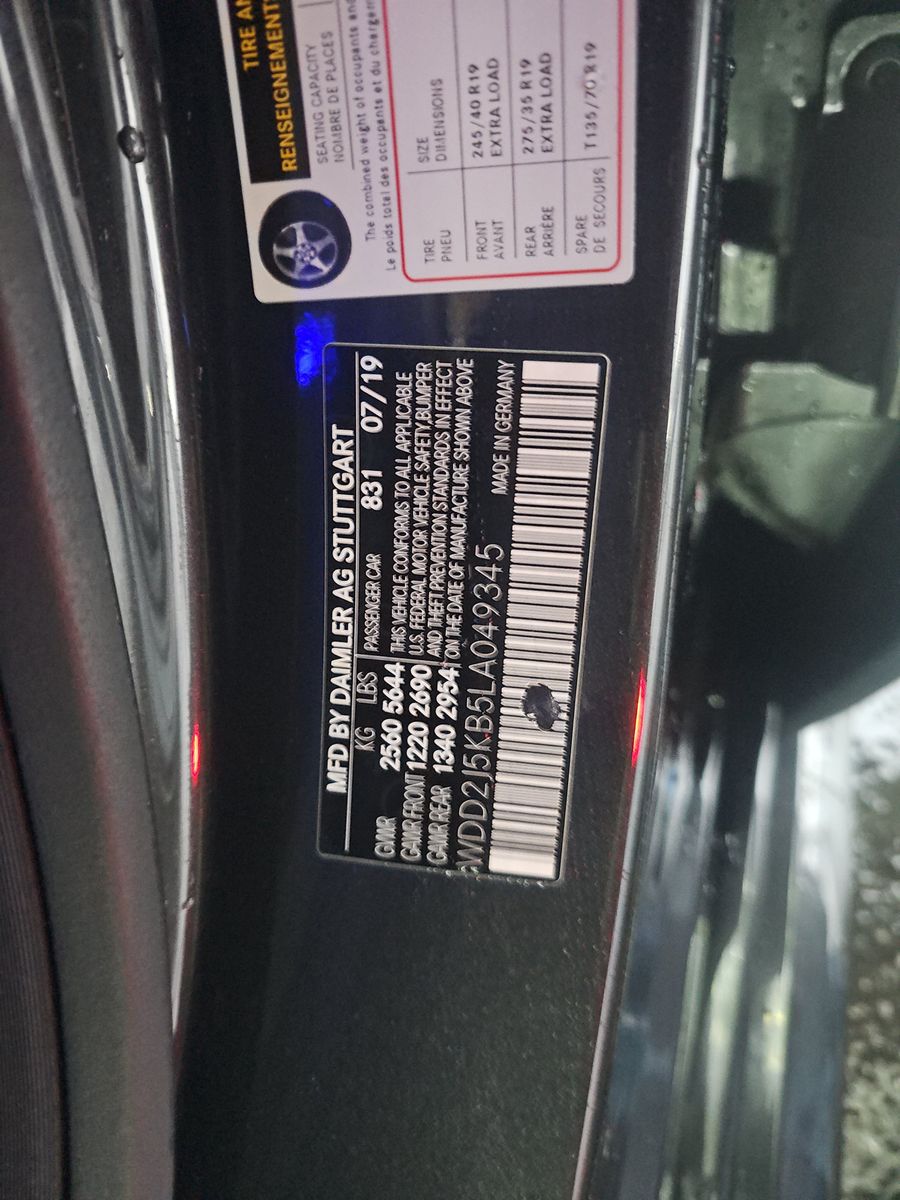 MFD BY DAIMLER AG STUTTGART
KG LBS PASSENGER CAR 831 07/19
GVWR 2560 5644 THIS VEHICLE CONFORMS TO ALL APPLICABLE
GAWR FRONT 1220 2690 U.S. FEDERAL MOTOR VEHICLE SAFETY, BUMPER
GAWR REAR 1340 2954 AND THEFT PREVENTION STANDARDS IN EFFECT
ON THE DATE OF MANUFACTURE SHOWN ABOVE
WDD2J5KB5LA049345 MADE IN GERMANY
TIRE
RENSEIGNEMENT
SEATING CAPACITY
NOMBRE DE PLACES
The combined weight of occupants and
Le poids total des occupants et du
TIRE SIZE
PNEU DIMENSIONS
FRONT 245/40 R19
AVANT EXTRA LOAD
REAR 275/35 R19
ARRIÈRE EXTRA LOAD
SPARE T135/70 R19
DE SECOURS